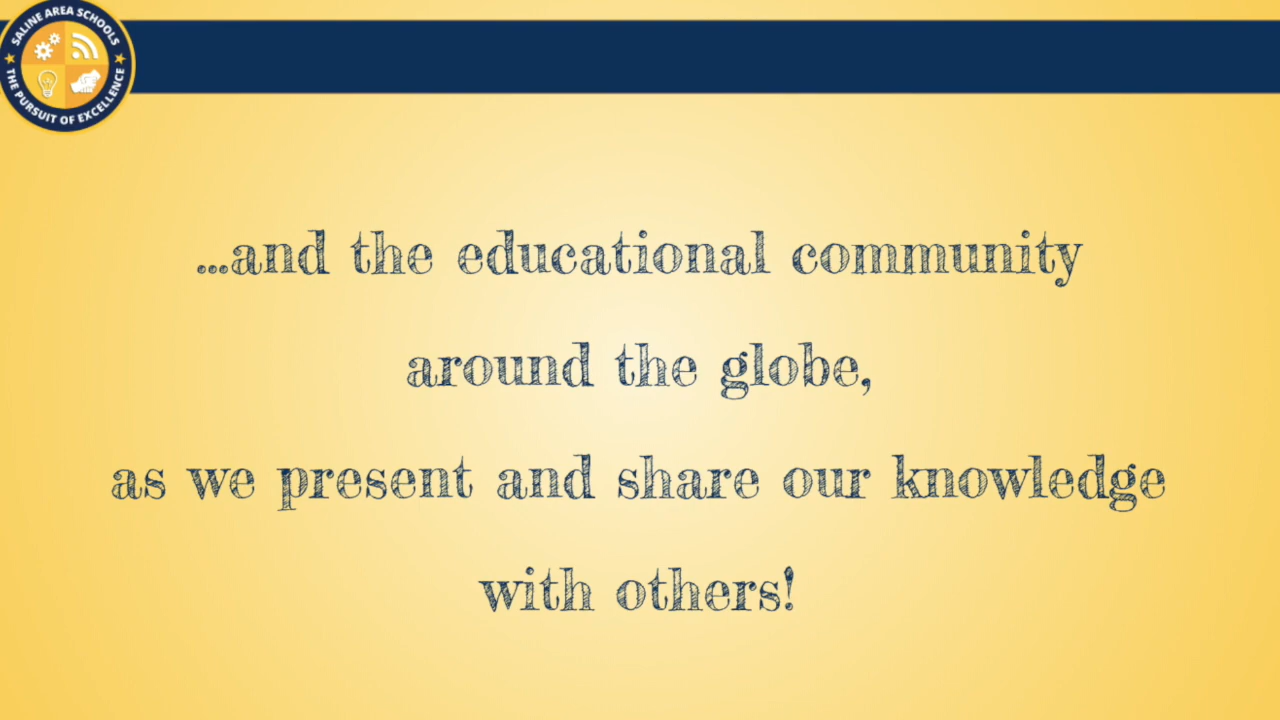 SALINE AREA SCHOOLS
THE PURSUIT OF EXCELLENCE
...and the educational community
around the globe,
as we present and share our knowledge
with others!